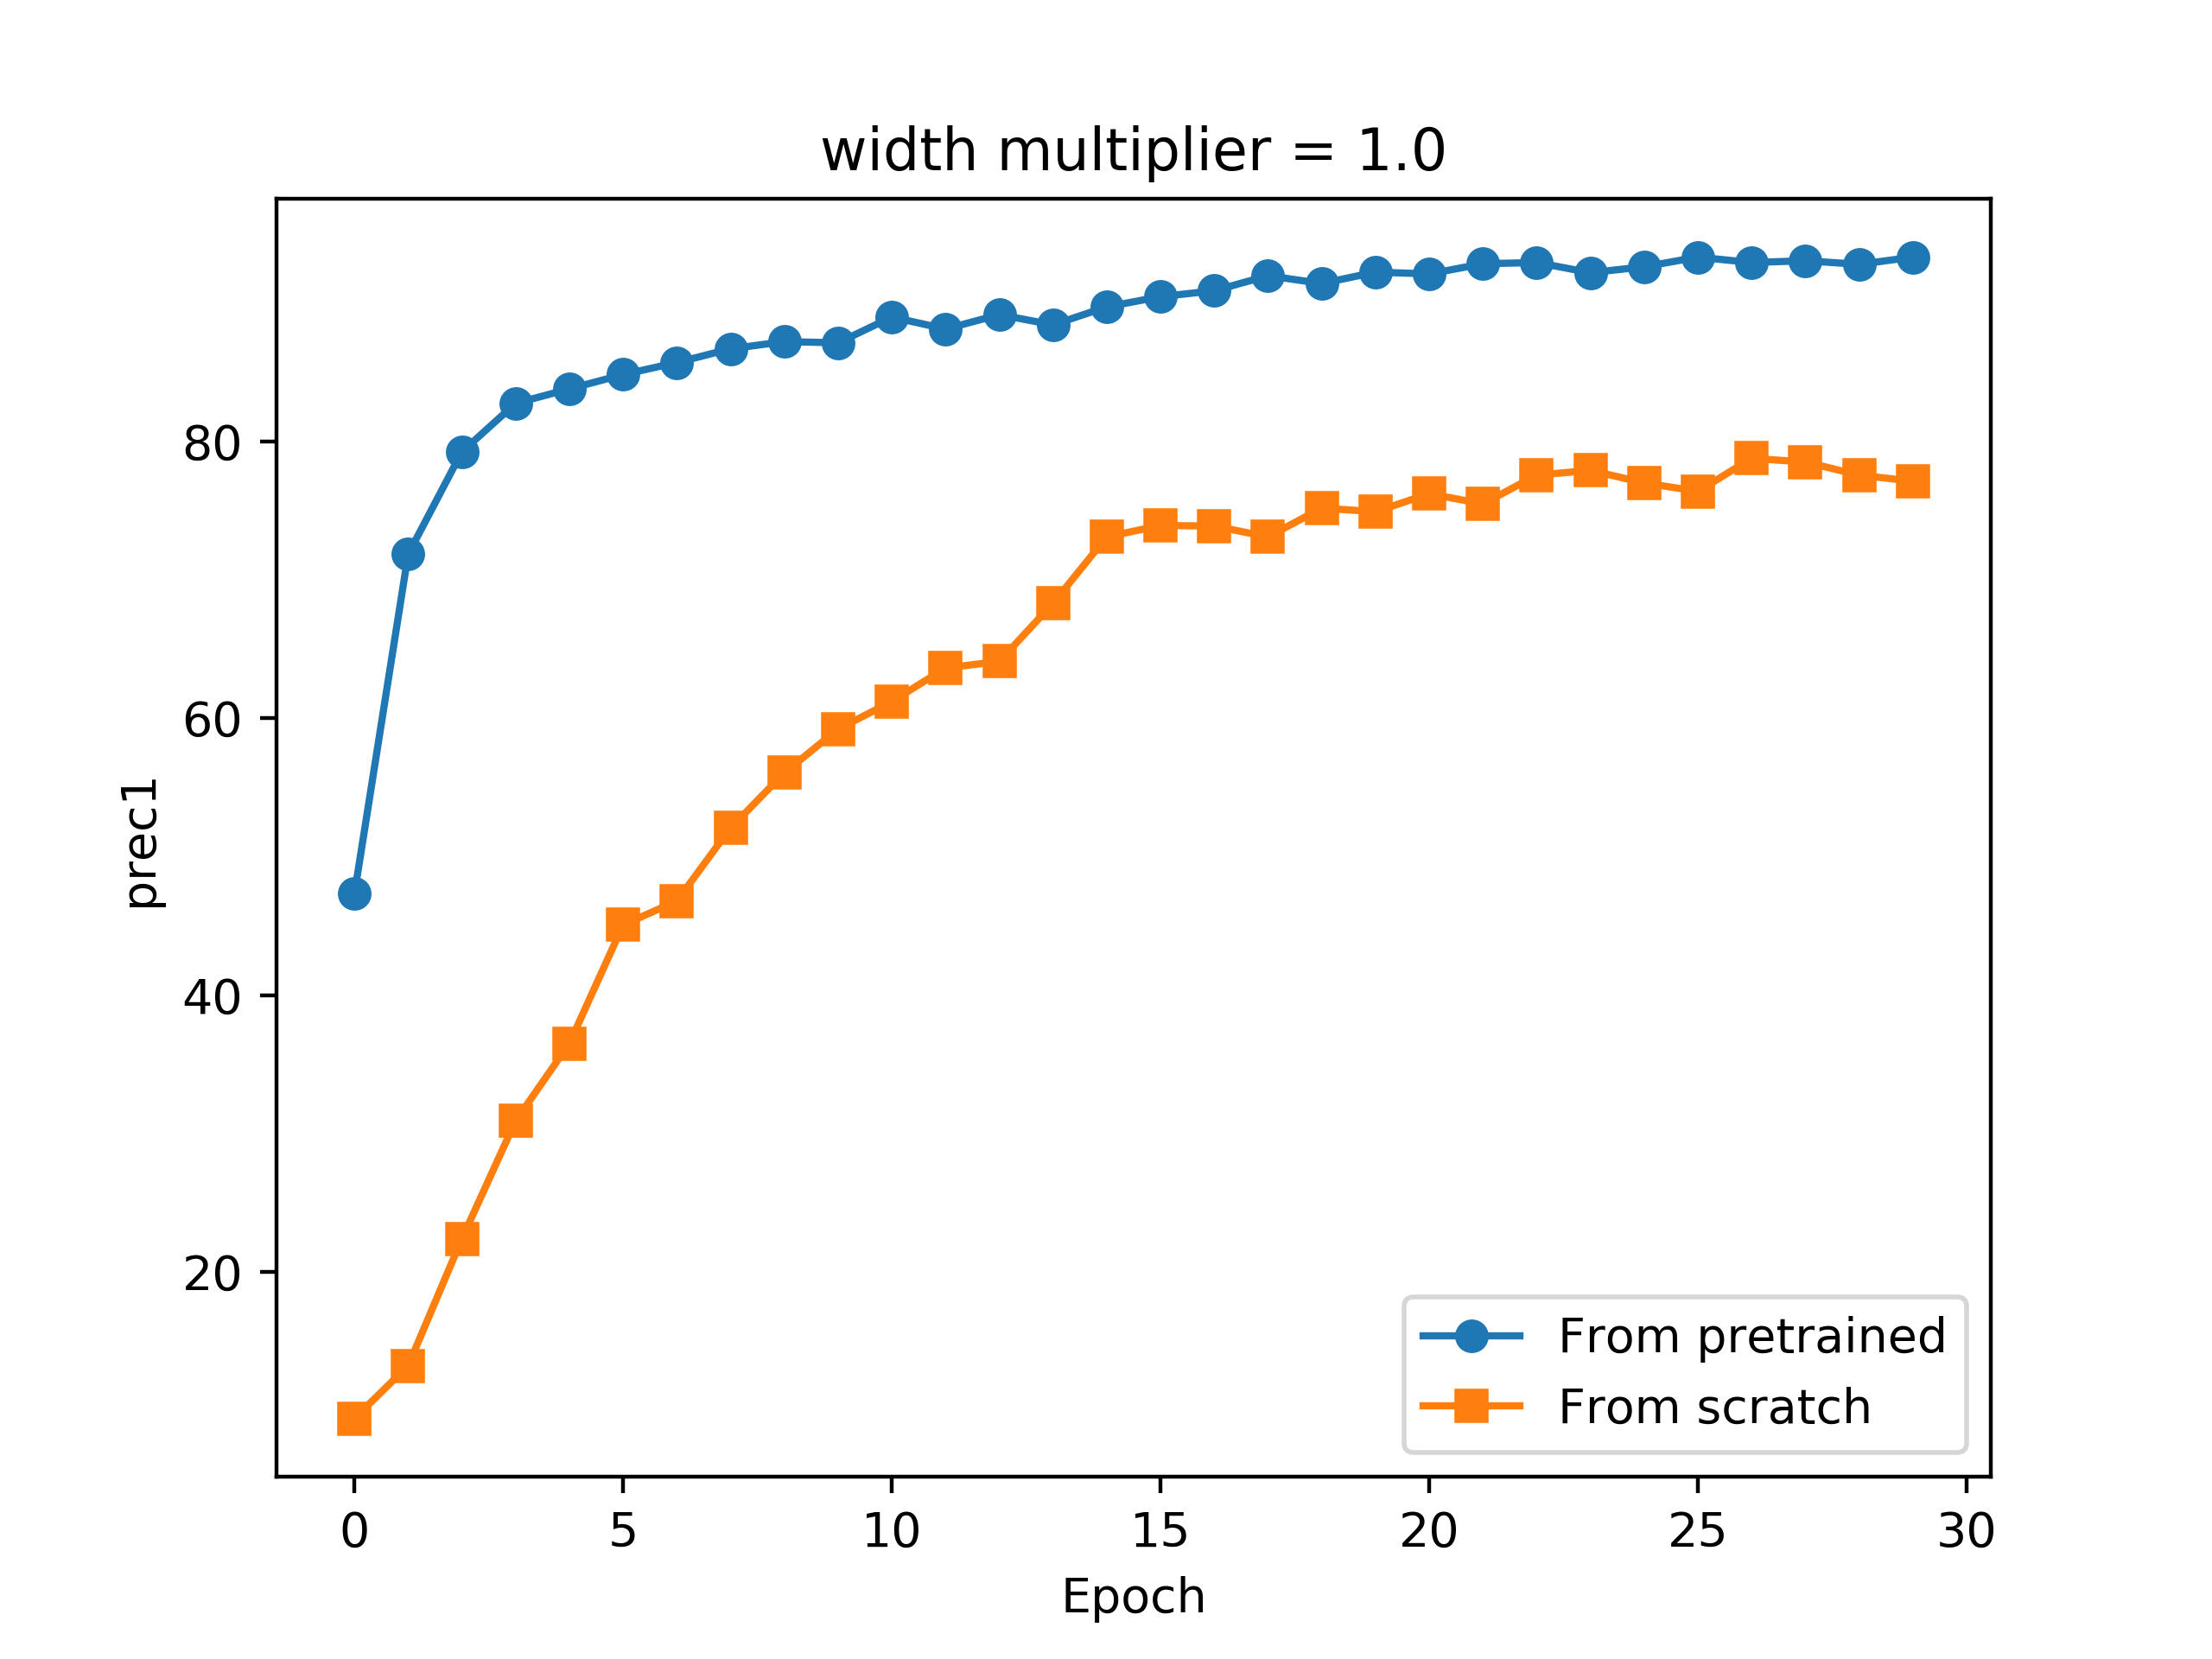 width multiplier = 1.0
80
60
40
20
prec1
From pretrained
From scratch
0 5 10 15 20 25 30
Epoch